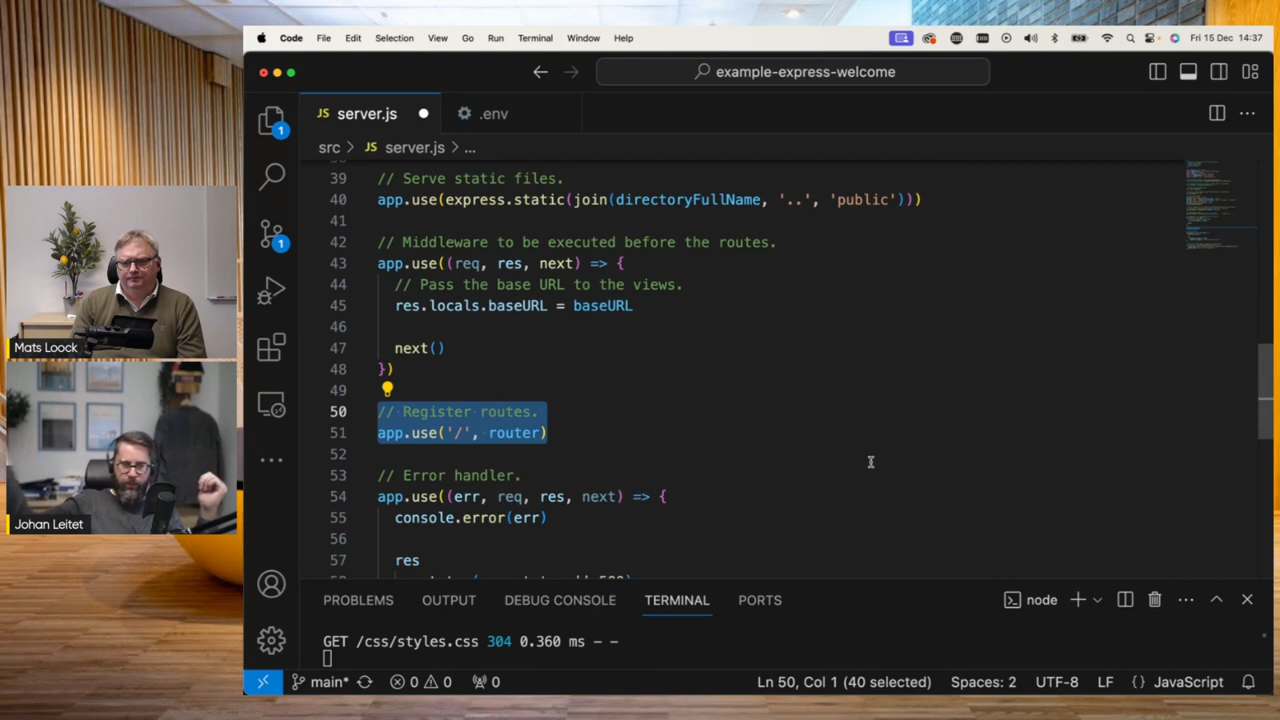 Code File Edit Selection View Go Run Terminal Window Help Fri 15 Dec 14:37
example-express-welcome
JS server.js .env
src > JS server.js > ...
39 // Serve static files.
40 app.use(express.static(join(directoryFullName, '..', 'public')))
41
42 // Middleware to be executed before the routes.
43 app.use((req, res, next) => {
44 // Pass the base URL to the views.
45 res.locals.baseURL = baseURL
46
47 next()
48 })
49
50 // Register routes.
51 app.use('/', router)
52
53 // Error handler.
54 app.use((err, req, res, next) => {
55 console.error(err)
56
57 res
1
1
Mats Loock
Johan Leitet
PROBLEMS OUTPUT DEBUG CONSOLE TERMINAL PORTS node
GET /css/styles.css 304 0.360 ms - -
main* 0 0 0 Ln 50, Col 1 (40 selected) Spaces: 2 UTF-8 LF {} JavaScript